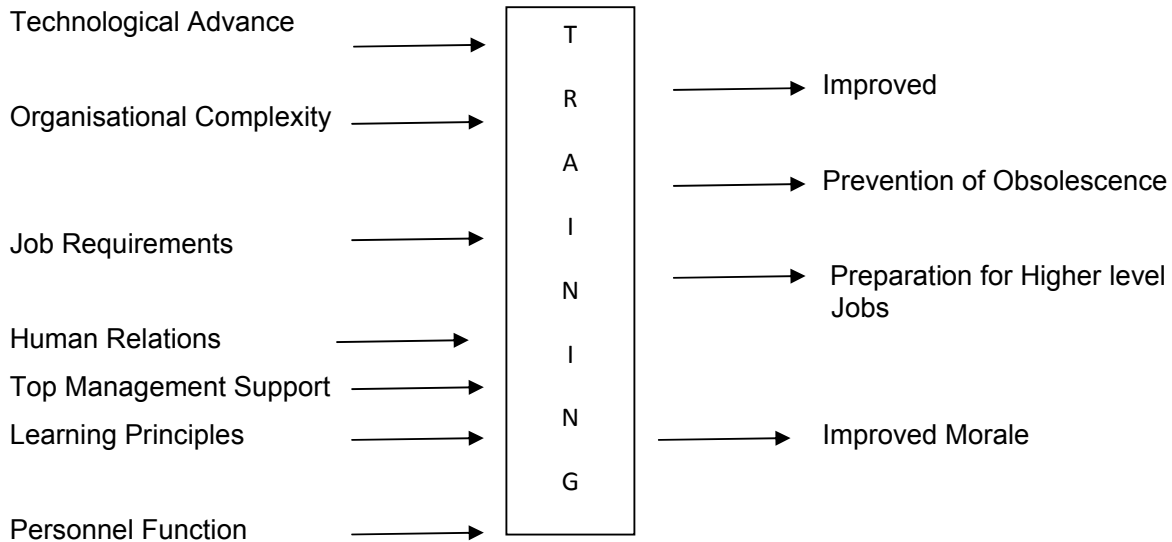 Technological Advance
Organisational Complexity
Job Requirements
Human Relations
Top Management Support
Learning Principles
Personnel Function
T
R
A
I
N
I
N
G
Improved
Prevention of Obsolescence
Preparation for Higher level
Jobs
Improved Morale